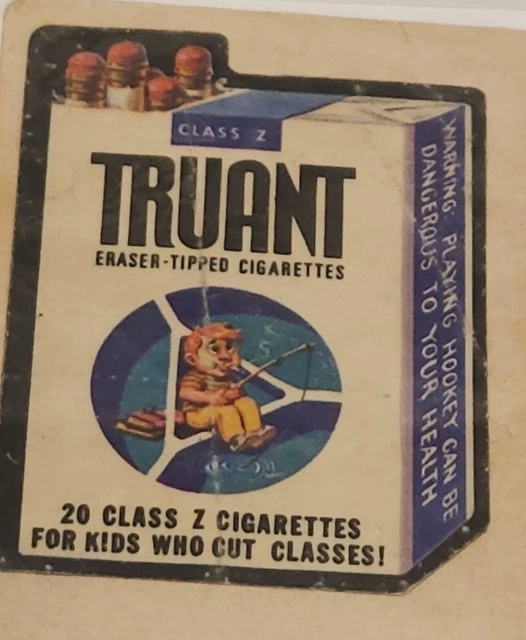 CLASS Z
TRUANT
ERASER-TIPPED CIGARETTES
20 CLASS Z CIGARETTES
FOR KIDS WHO CUT CLASSES!
WARNING: PLAYING HOOKEY CAN BE
DANGEROUS TO YOUR HEALTH